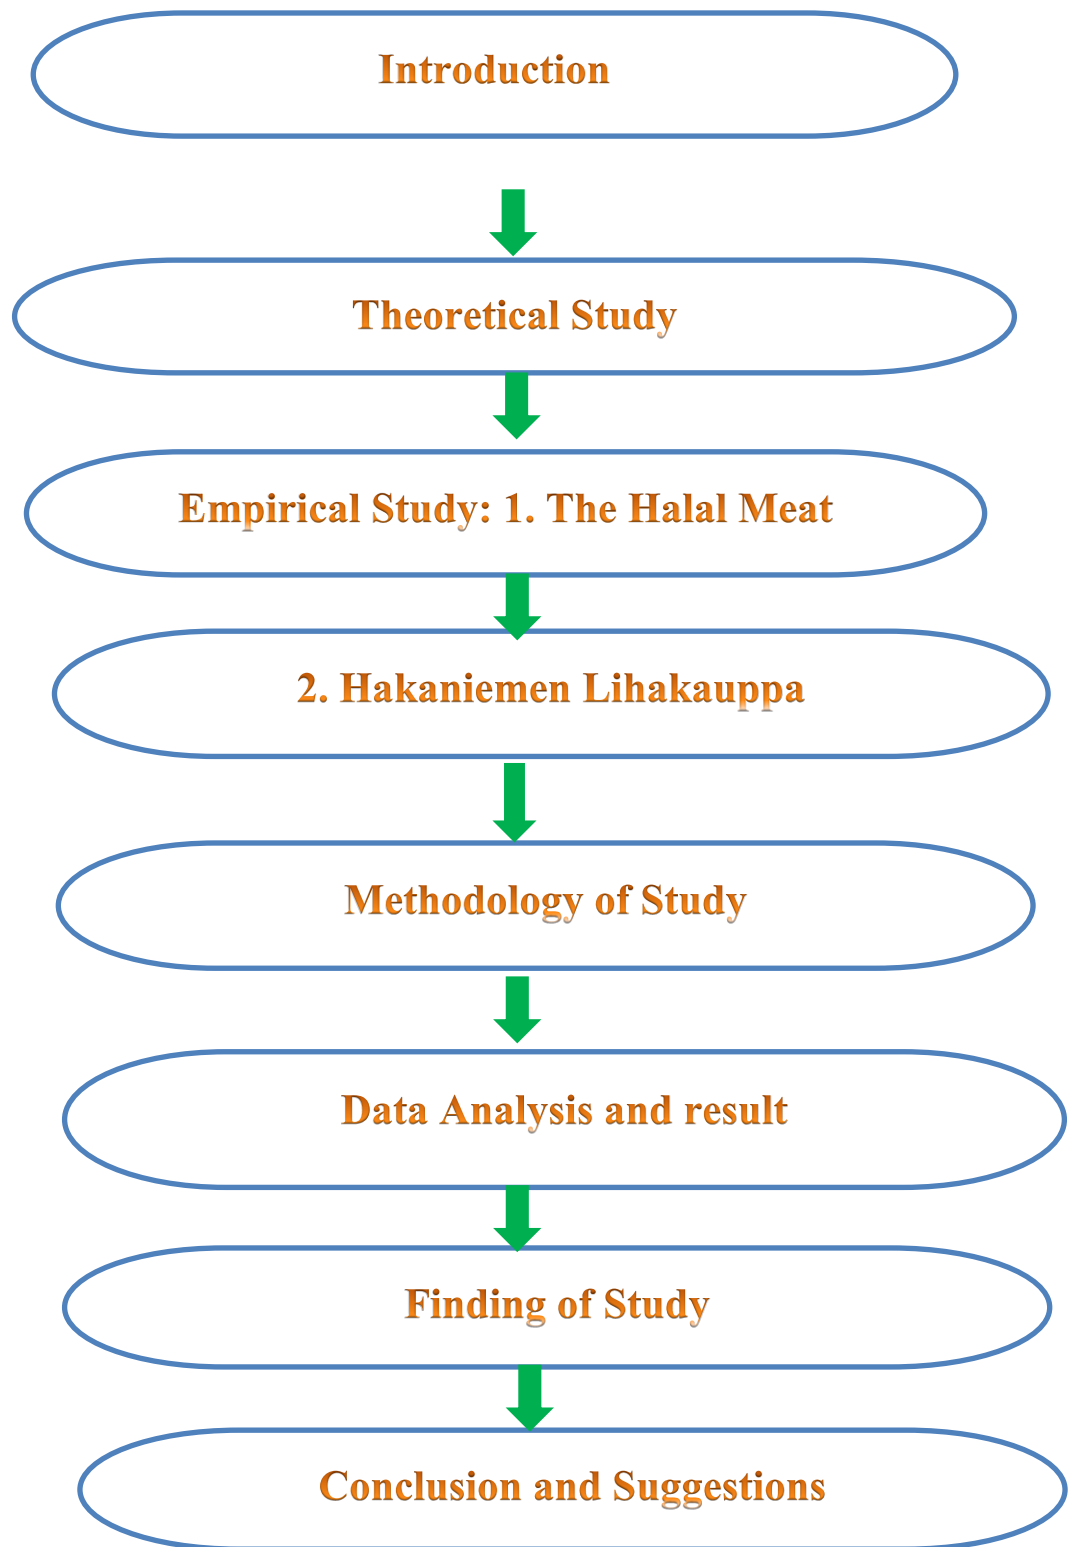 Introduction
Theoretical Study
Empirical Study: 1. The Halal Meat
2. Hakaniemen Lihakauppa
Methodology of Study
Data Analysis and result
Finding of Study
Conclusion and Suggestions